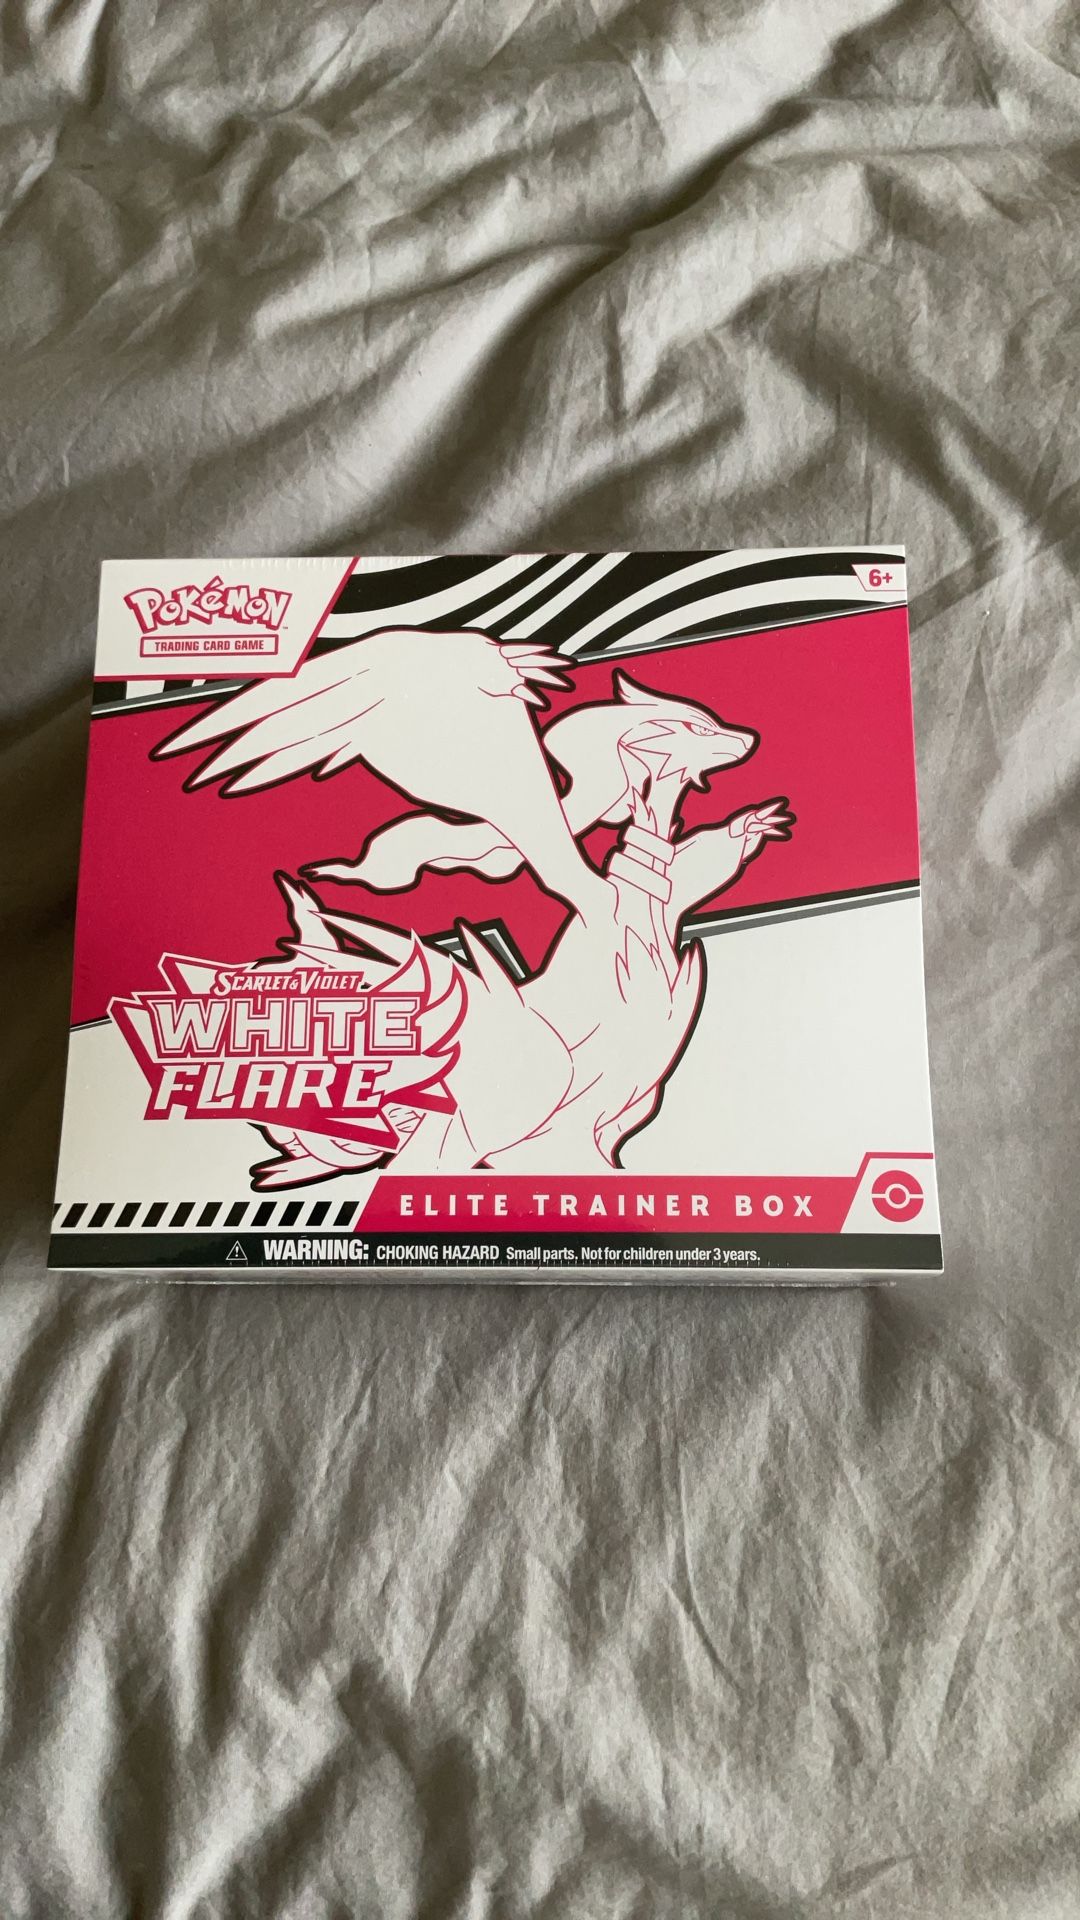 POKéMON
TRADING CARD GAME
6+
SCARLET & VIOLET
WHITE
FLARE
ELITE TRAINER BOX
WARNING: CHOKING HAZARD Small parts. Not for children under 3 years.